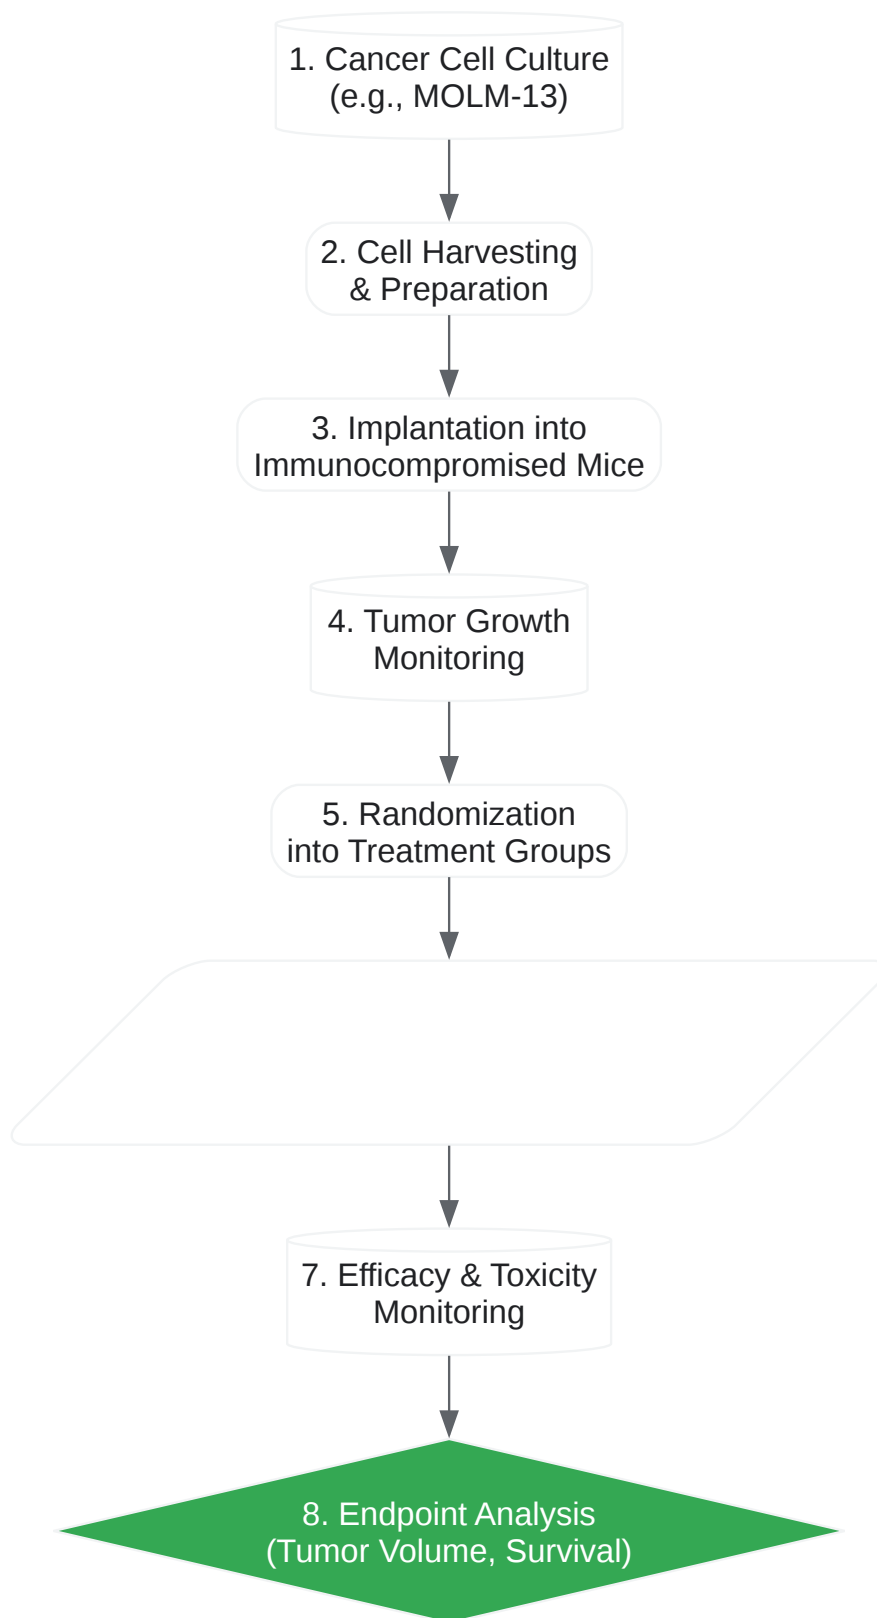 1. Cancer Cell Culture
(e.g., MOLM-13)
2. Cell Harvesting
& Preparation
3. Implantation into
Immunocompromised Mice
4. Tumor Growth
Monitoring
5. Randomization
into Treatment Groups
7. Efficacy & Toxicity
Monitoring
8. Endpoint Analysis
(Tumor Volume, Survival)